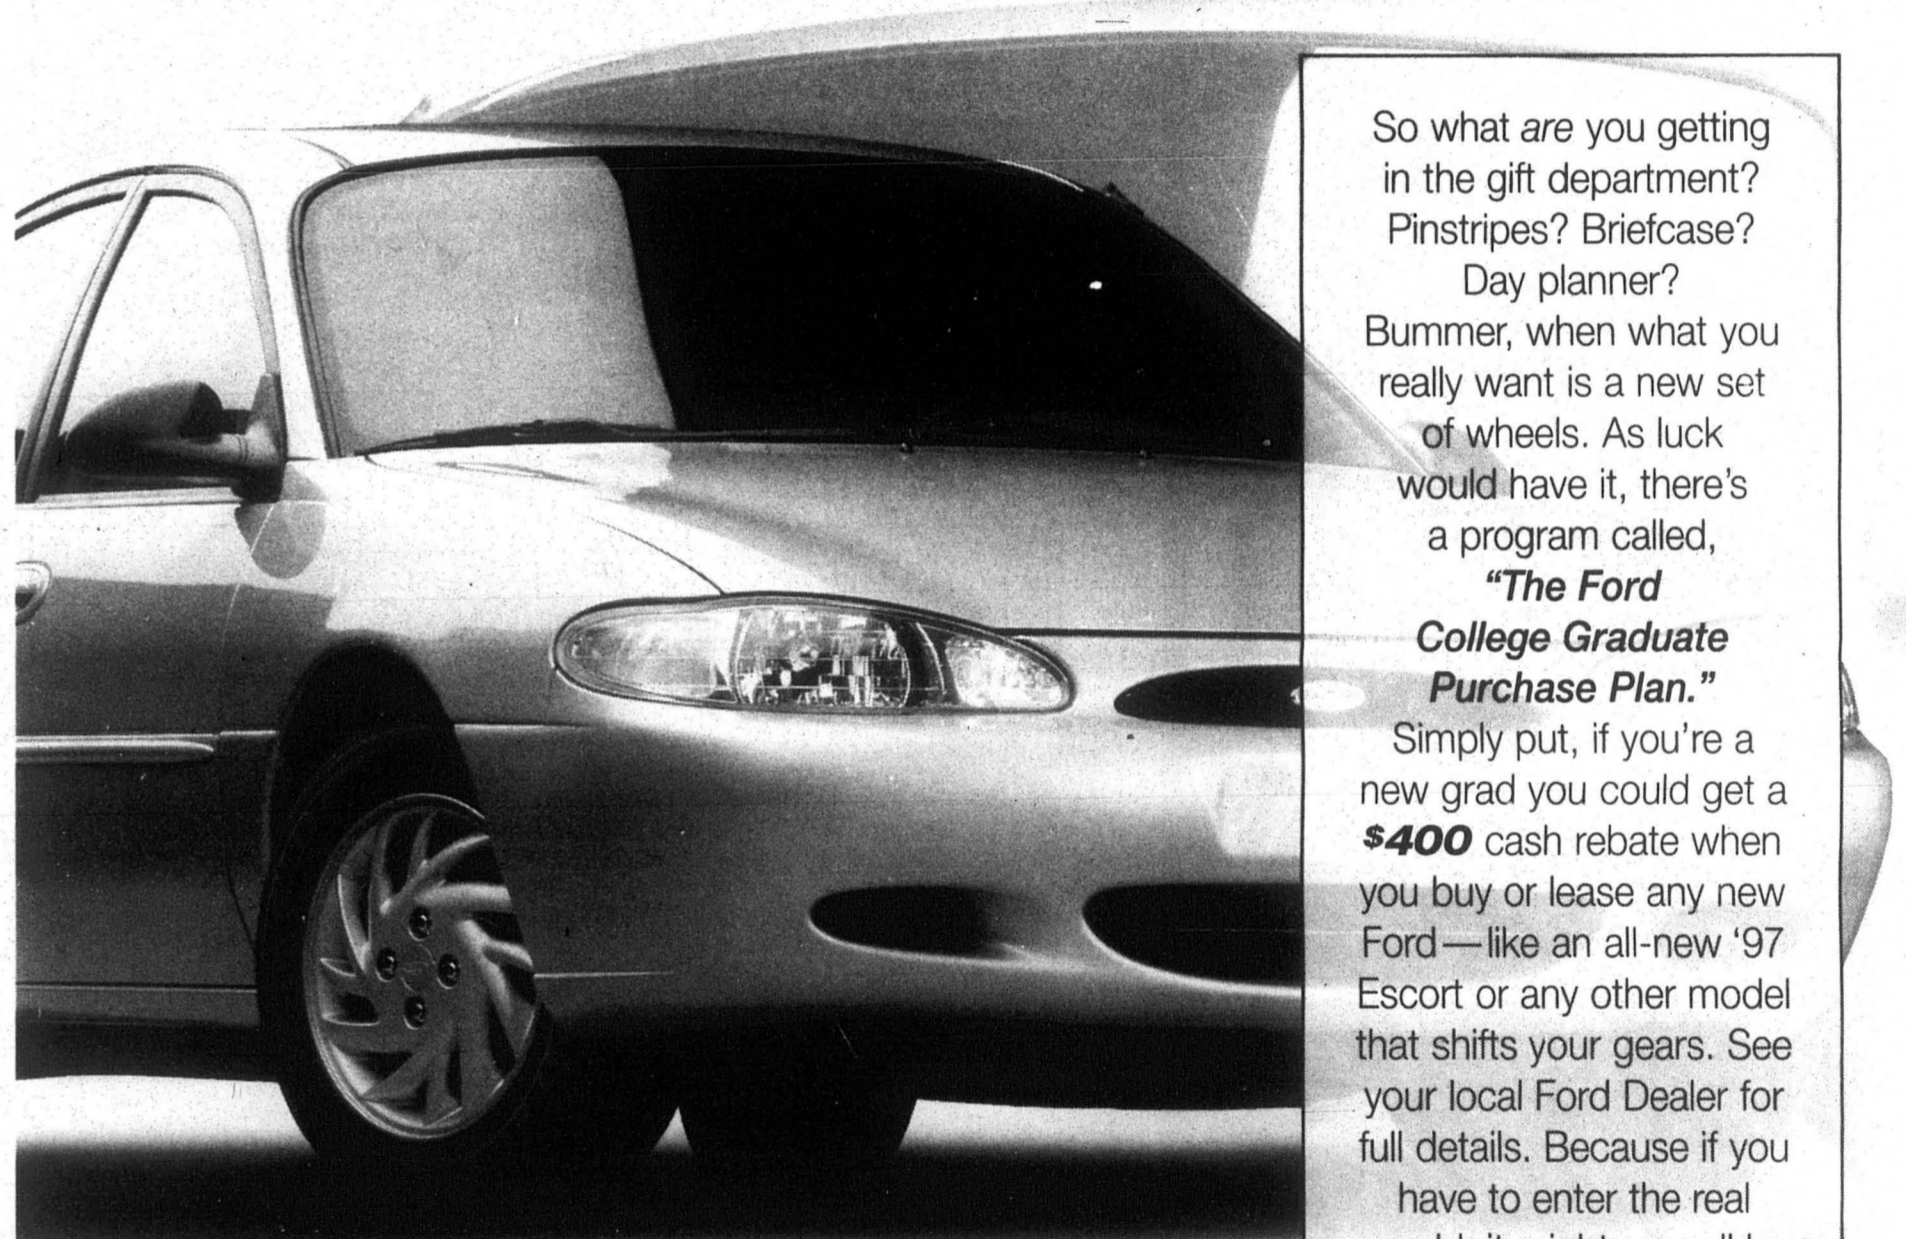 So what are you getting
in the gift department?
Pinstripes? Briefcase?
Day planner?
Bummer, when what you
really want is a new set
of wheels. As luck
would have it, there's
a program called,
“The Ford
College Graduate
Purchase Plan.”
Simply put, if you're a
new grad you could get a
$400 cash rebate when
you buy or lease any new
Ford—like an all-new ‘97
Escort or any other model
that shifts your gears. See
your local Ford Dealer for
full details. Because if you
have to enter the real